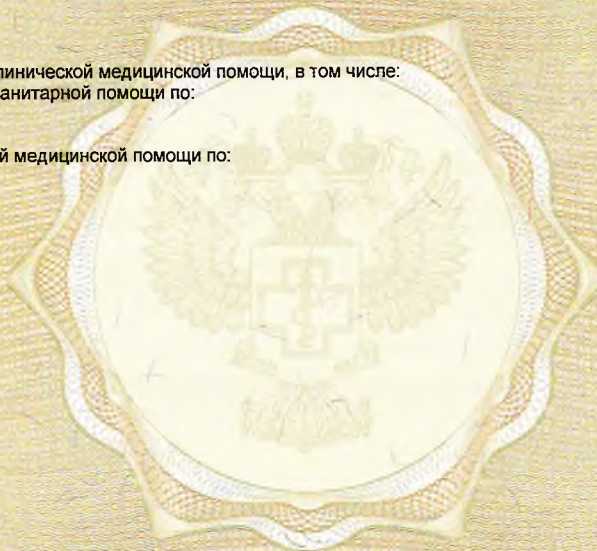 линической медицинской помощи, в том числе:
анитарной помощи по:
й медицинской помощи по: